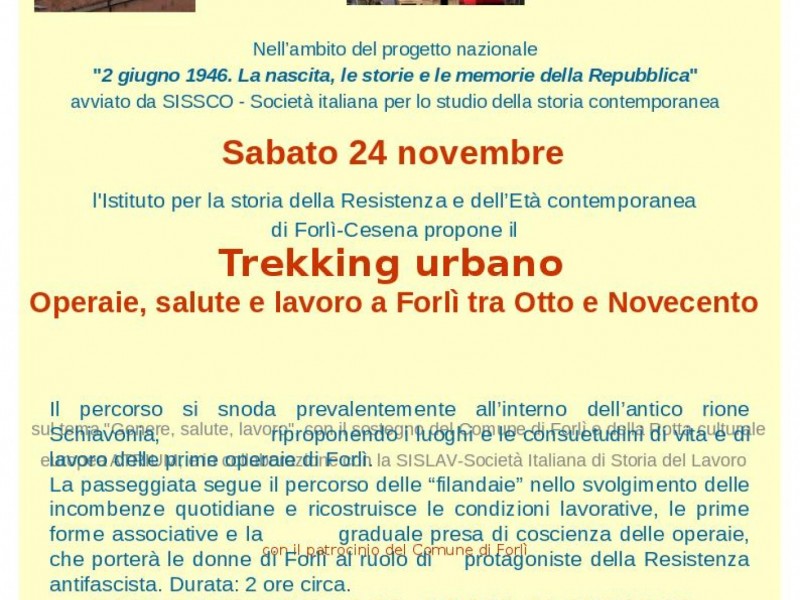 Nell'ambito del progetto nazionale
"2 giugno 1946. La nascita, le storie e le memorie della Repubblica"
avviato da SISSCO - Società italiana per lo studio della storia contemporanea
Sabato 24 novembre
l'Istituto per la storia della Resistenza e dell'Età contemporanea
di Forlì-Cesena propone il
Trekking urbano
Operaie, salute e lavoro a Forlì tra Otto e Novecento
Il percorso si snoda prevalentemente all'interno dell'antico rione
sul tema "Genere, salute, lavoro", con il sostegno del Comune di Forlì e della Rotta culturale
Schiavonia, riproponendo i luoghi e le consuetudini di vita e di
lavoro delle prime operaie di Forlì.
la SISLAV-Società Italiana di Storia del Lavoro
La passeggiata segue il percorso delle “filandaie” nello svolgimento delle
incombenze quotidiane e ricostruisce le condizioni lavorative, le prime
forme associative e la graduale presa di coscienza delle operaie,
con il patrocinio del Comune di Forlì
che porterà le donne di Forlì al ruolo di protagoniste della Resistenza
antifascista. Durata: 2 ore circa.